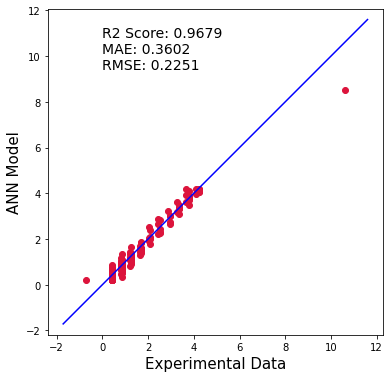 R2 Score: 0.9679
MAE: 0.3602
RMSE: 0.2251
12
10
8
6
4
2
0
−2
ANN Model
−2 0 2 4 6 8 10 12
Experimental Data